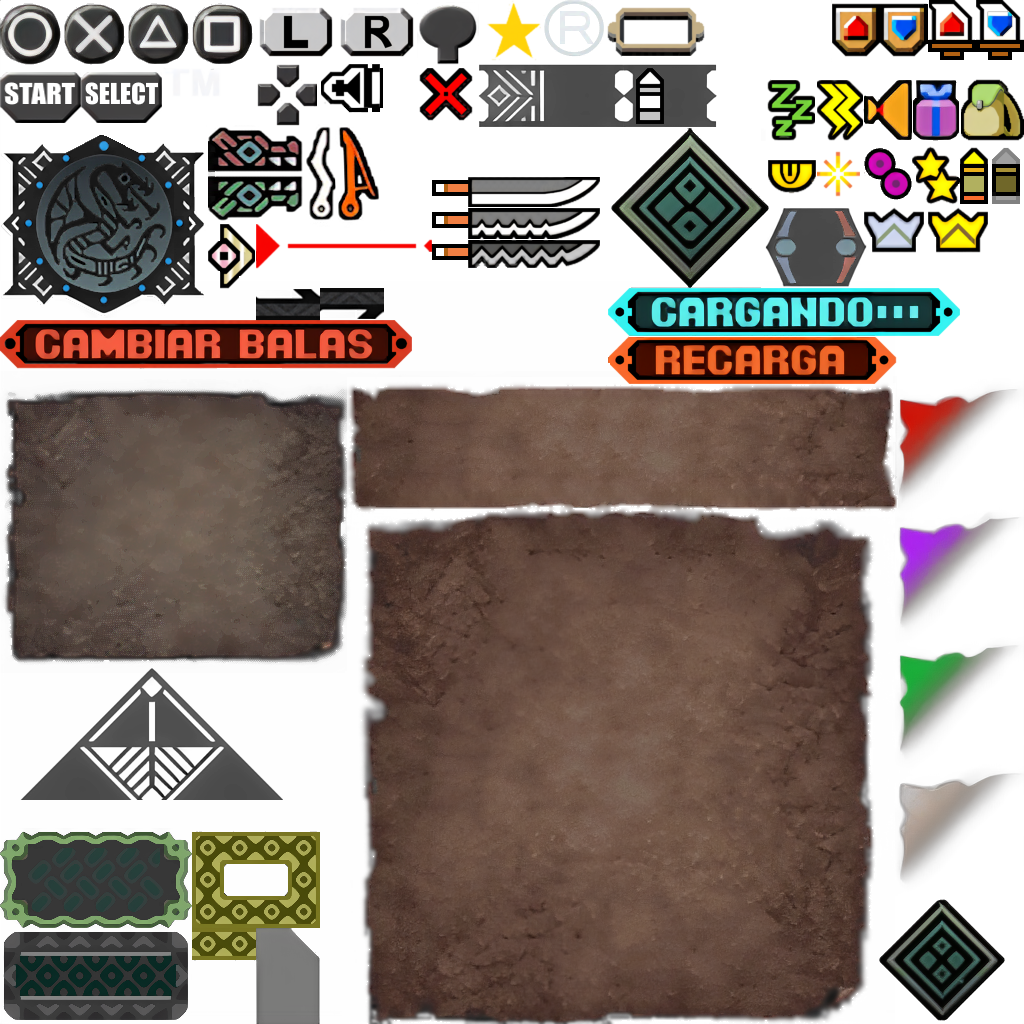 L R ®
START SELECT TM
CARGANDO...
CAMBIAR BALAS
RECARGA